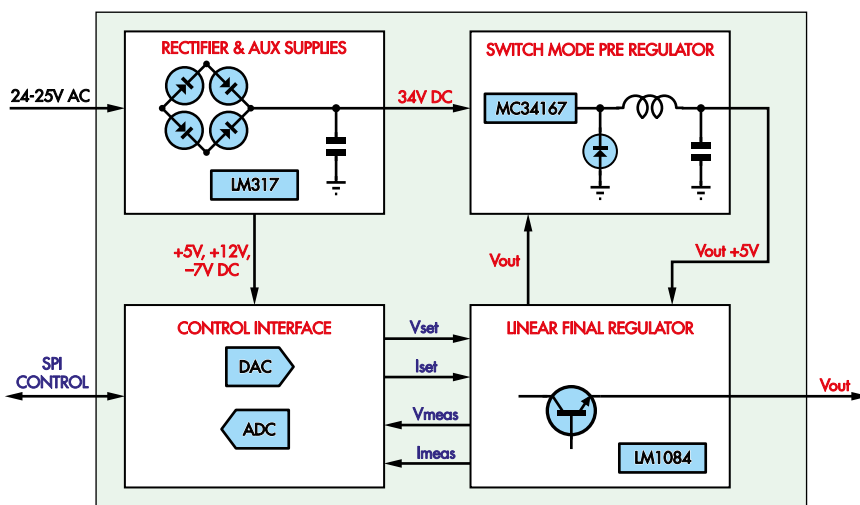 RECTIFIER & AUX SUPPLIES
SWITCH MODE PRE REGULATOR
24-25V AC
34V DC
MC34167
LM317
+5V, +12V,
–7V DC
Vout
Vout +5V
CONTROL INTERFACE
LINEAR FINAL REGULATOR
Vset
SPI
CONTROL
DAC
Iset
Vout
ADC
Vmeas
Imeas
LM1084